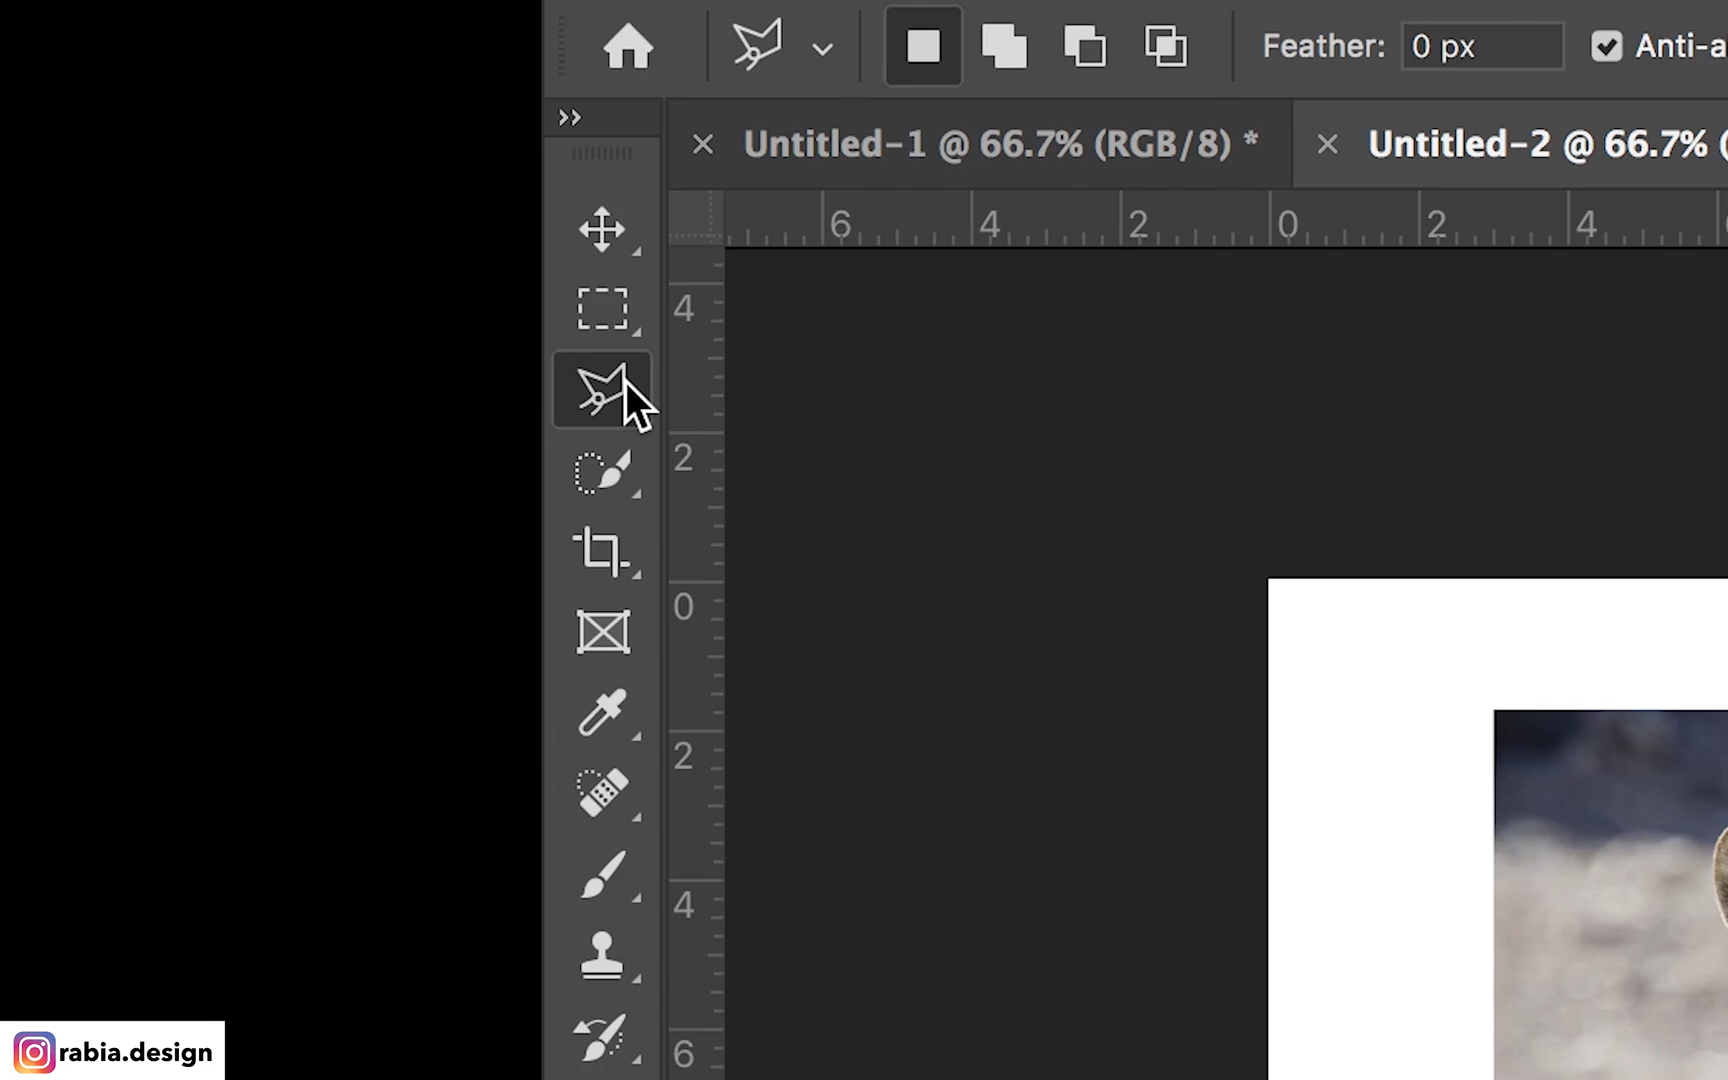 Feather: 0 px Anti-a
Untitled-1 @ 66.7% (RGB/8) * Untitled-2 @ 66.7% (
6 4 2 0 2 4
4
2
0
2
4
6
rabia.design